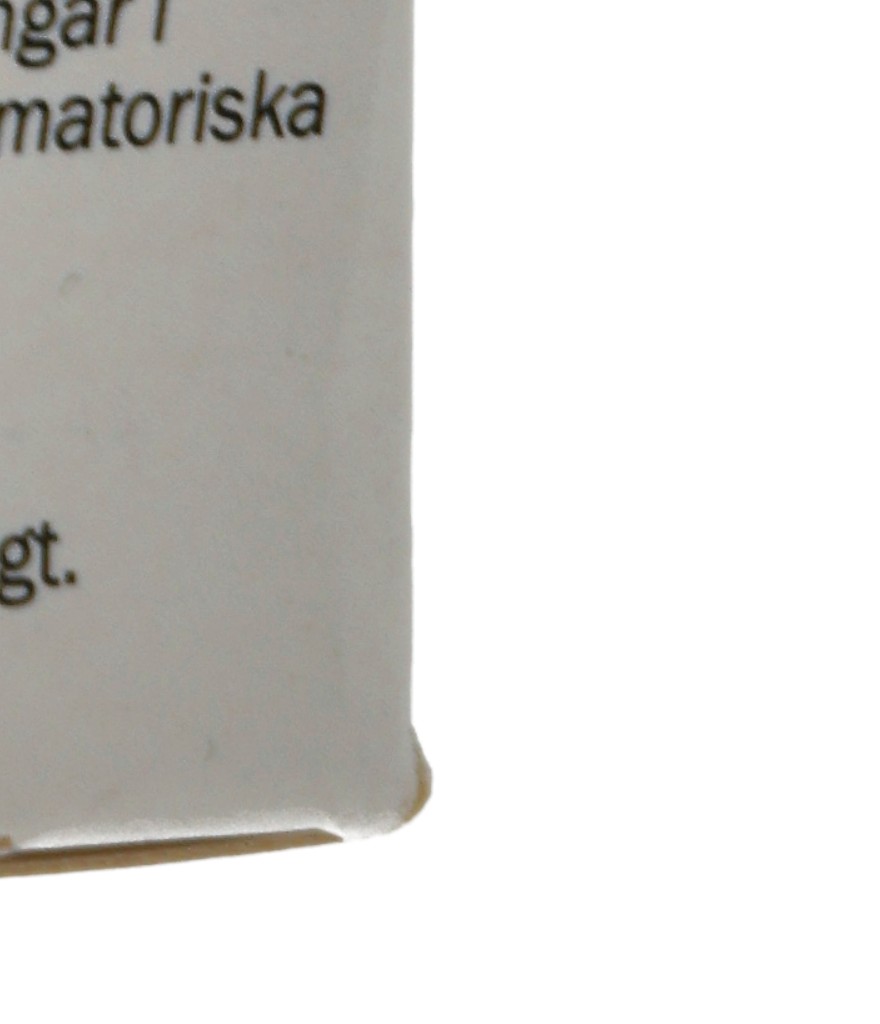 ngar i
matoriska
gt.